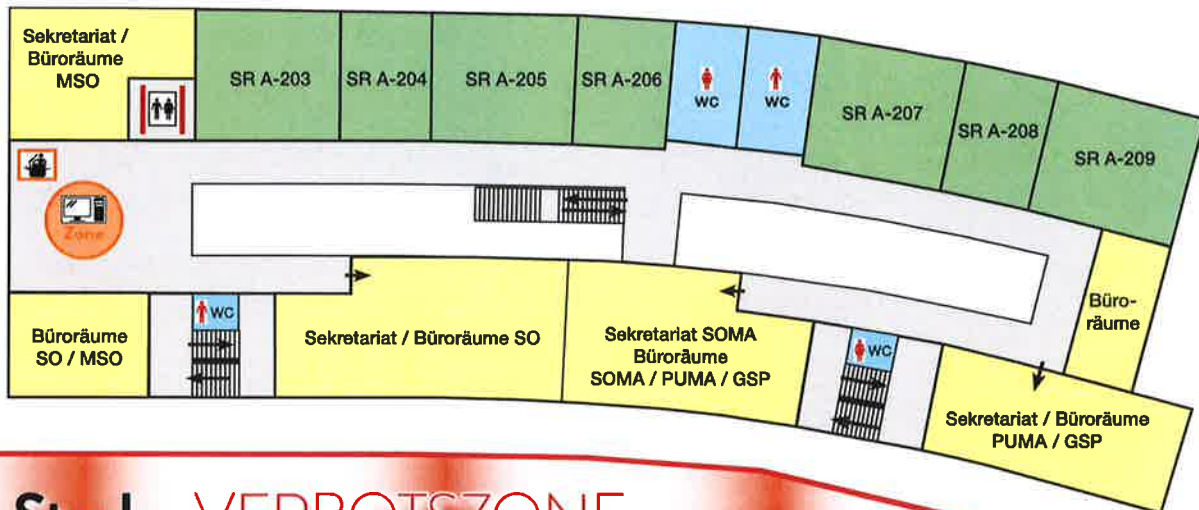 Sekretariat /
Büroräume
MSO
SR A-203
SR A-204
SR A-205
SR A-206
WC
WC
SR A-207
SR A-208
SR A-209
Zone
Büroräume
SO / MSO
WC
Sekretariat / Büroräume SO
Sekretariat SOMA
Büroräume
SOMA / PUMA / GSP
WC
Büro-
räume
Sekretariat / Büroräume
PUMA / GSP
VERBOTSZONE